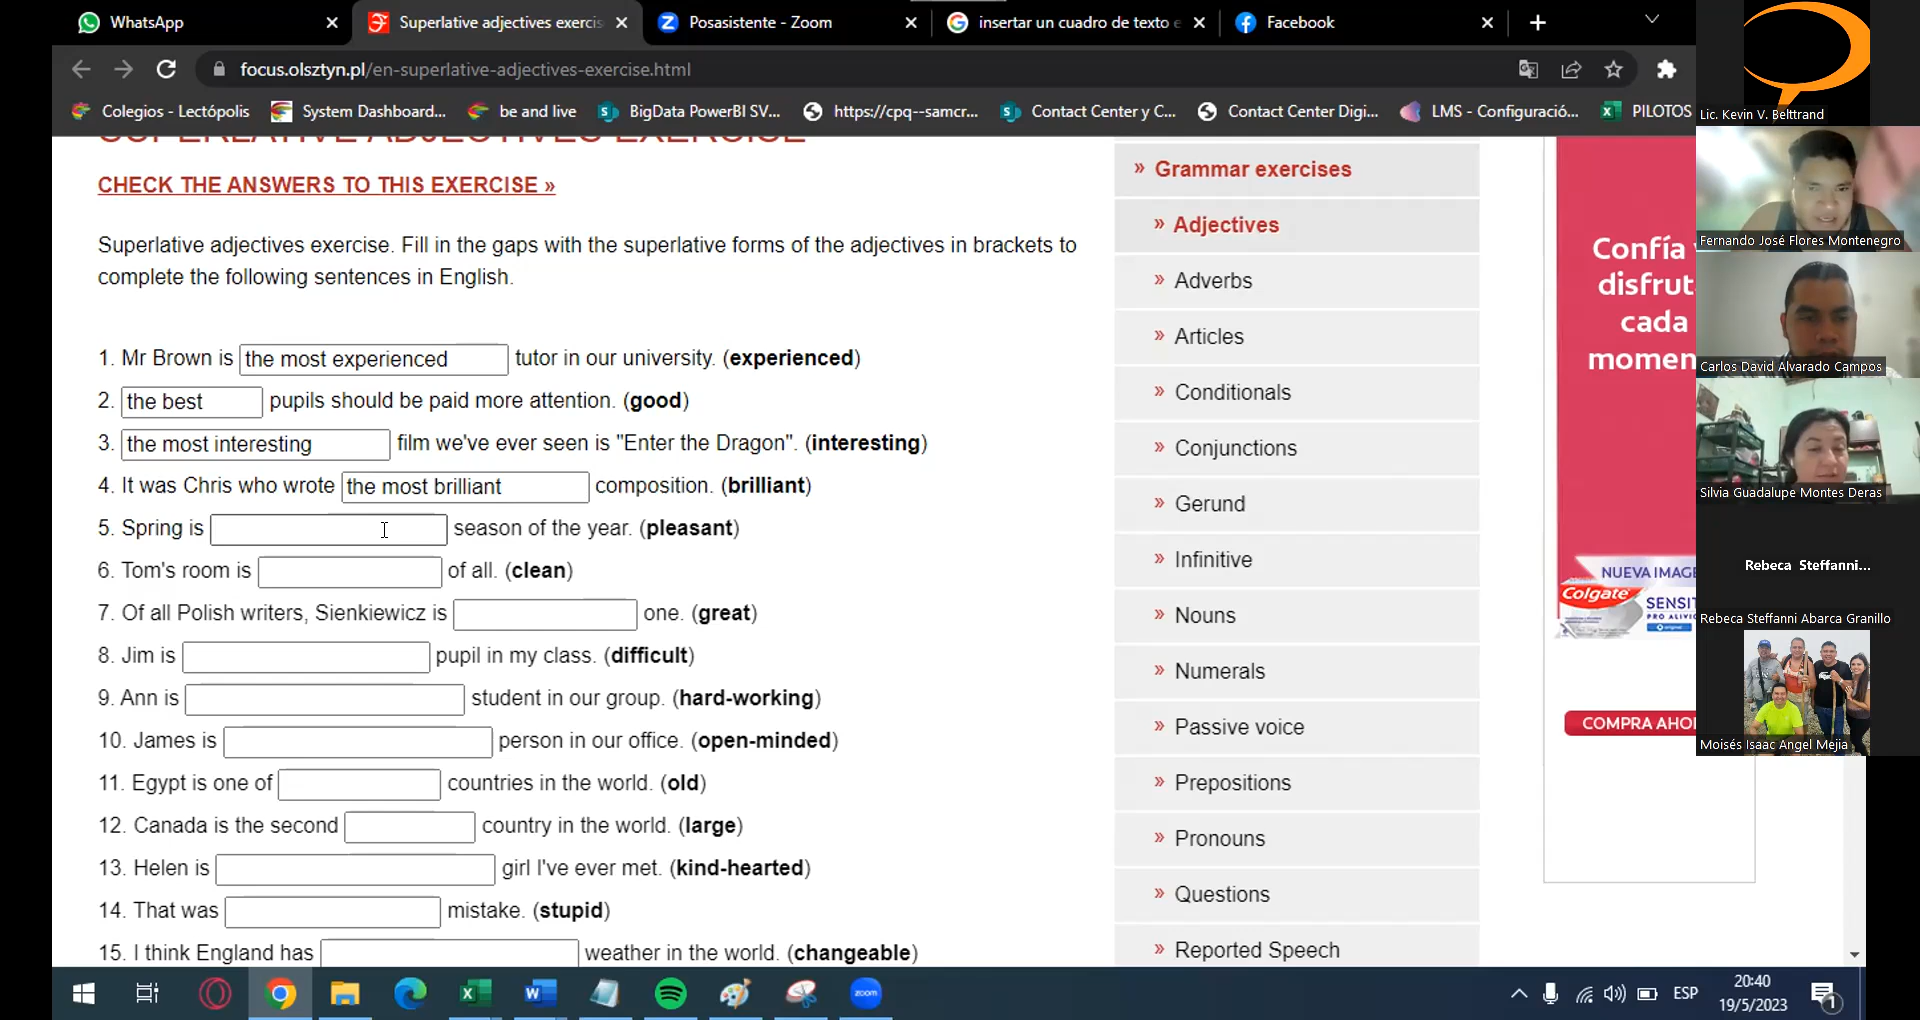 WhatsApp
Superlative adjectives exercis
Posasistente - Zoom
insertar un cuadro de texto e
Facebook
focus.olsztyn.pl/en-superlative-adjectives-exercise.html
Colegios - Lectópolis
System Dashboard...
be and live
BigData PowerBI SV...
https://cpq--samcr...
Contact Center y C...
Contact Center Digi...
LMS - Configuració...
PILOTOS
SUPERLATIVE ADJECTIVES EXERCISE
CHECK THE ANSWERS TO THIS EXERCISE »
Superlative adjectives exercise. Fill in the gaps with the superlative forms of the adjectives in brackets to
complete the following sentences in English.
1. Mr Brown is the most experienced tutor in our university. (experienced)
2. the best pupils should be paid more attention. (good)
3. the most interesting film we've ever seen is "Enter the Dragon". (interesting)
4. It was Chris who wrote the most brilliant composition. (brilliant)
5. Spring is season of the year. (pleasant)
6. Tom's room is of all. (clean)
7. Of all Polish writers, Sienkiewicz is one. (great)
8. Jim is pupil in my class. (difficult)
9. Ann is student in our group. (hard-working)
10. James is person in our office. (open-minded)
11. Egypt is one of countries in the world. (old)
12. Canada is the second country in the world. (large)
13. Helen is girl I've ever met. (kind-hearted)
14. That was mistake. (stupid)
15. I think England has weather in the world. (changeable)
» Grammar exercises
» Adjectives
» Adverbs
» Articles
» Conditionals
» Conjunctions
» Gerund
» Infinitive
» Nouns
» Numerals
» Passive voice
» Prepositions
» Pronouns
» Questions
» Reported Speech
Confía
disfrut
cada
momen
NUEVA IMAGE
Colgate
SENSIT
PRO ALIVI
COMPRA AHOR
Lic. Kevin V. Belttrand
Fernando José Flores Montenegro
Carlos David Alvarado Campos
Silvia Guadalupe Montes Deras
Rebeca Steffanni...
Rebeca Steffanni Abarca Granillo
Moisés Isaac Angel Mejia
zoom
ESP
20:40
19/5/2023
1